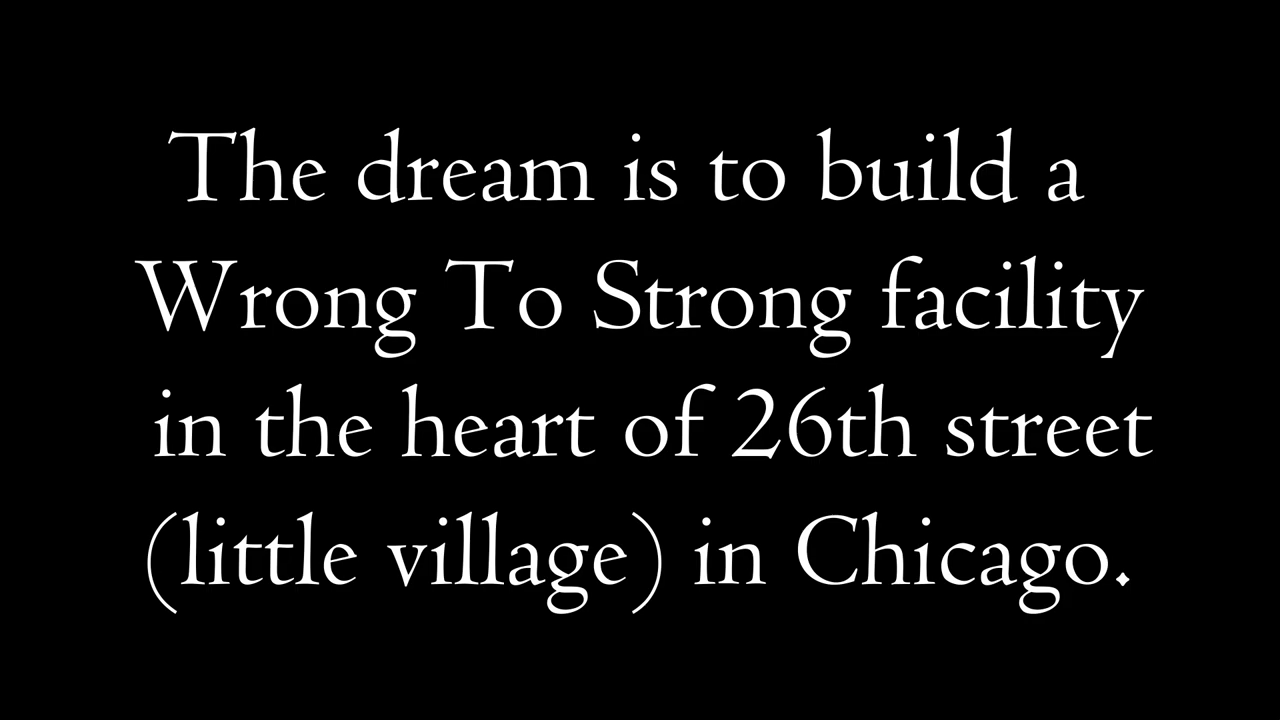 The dream is to build a
Wrong To Strong facility
in the heart of 26th street
(little village) in Chicago.